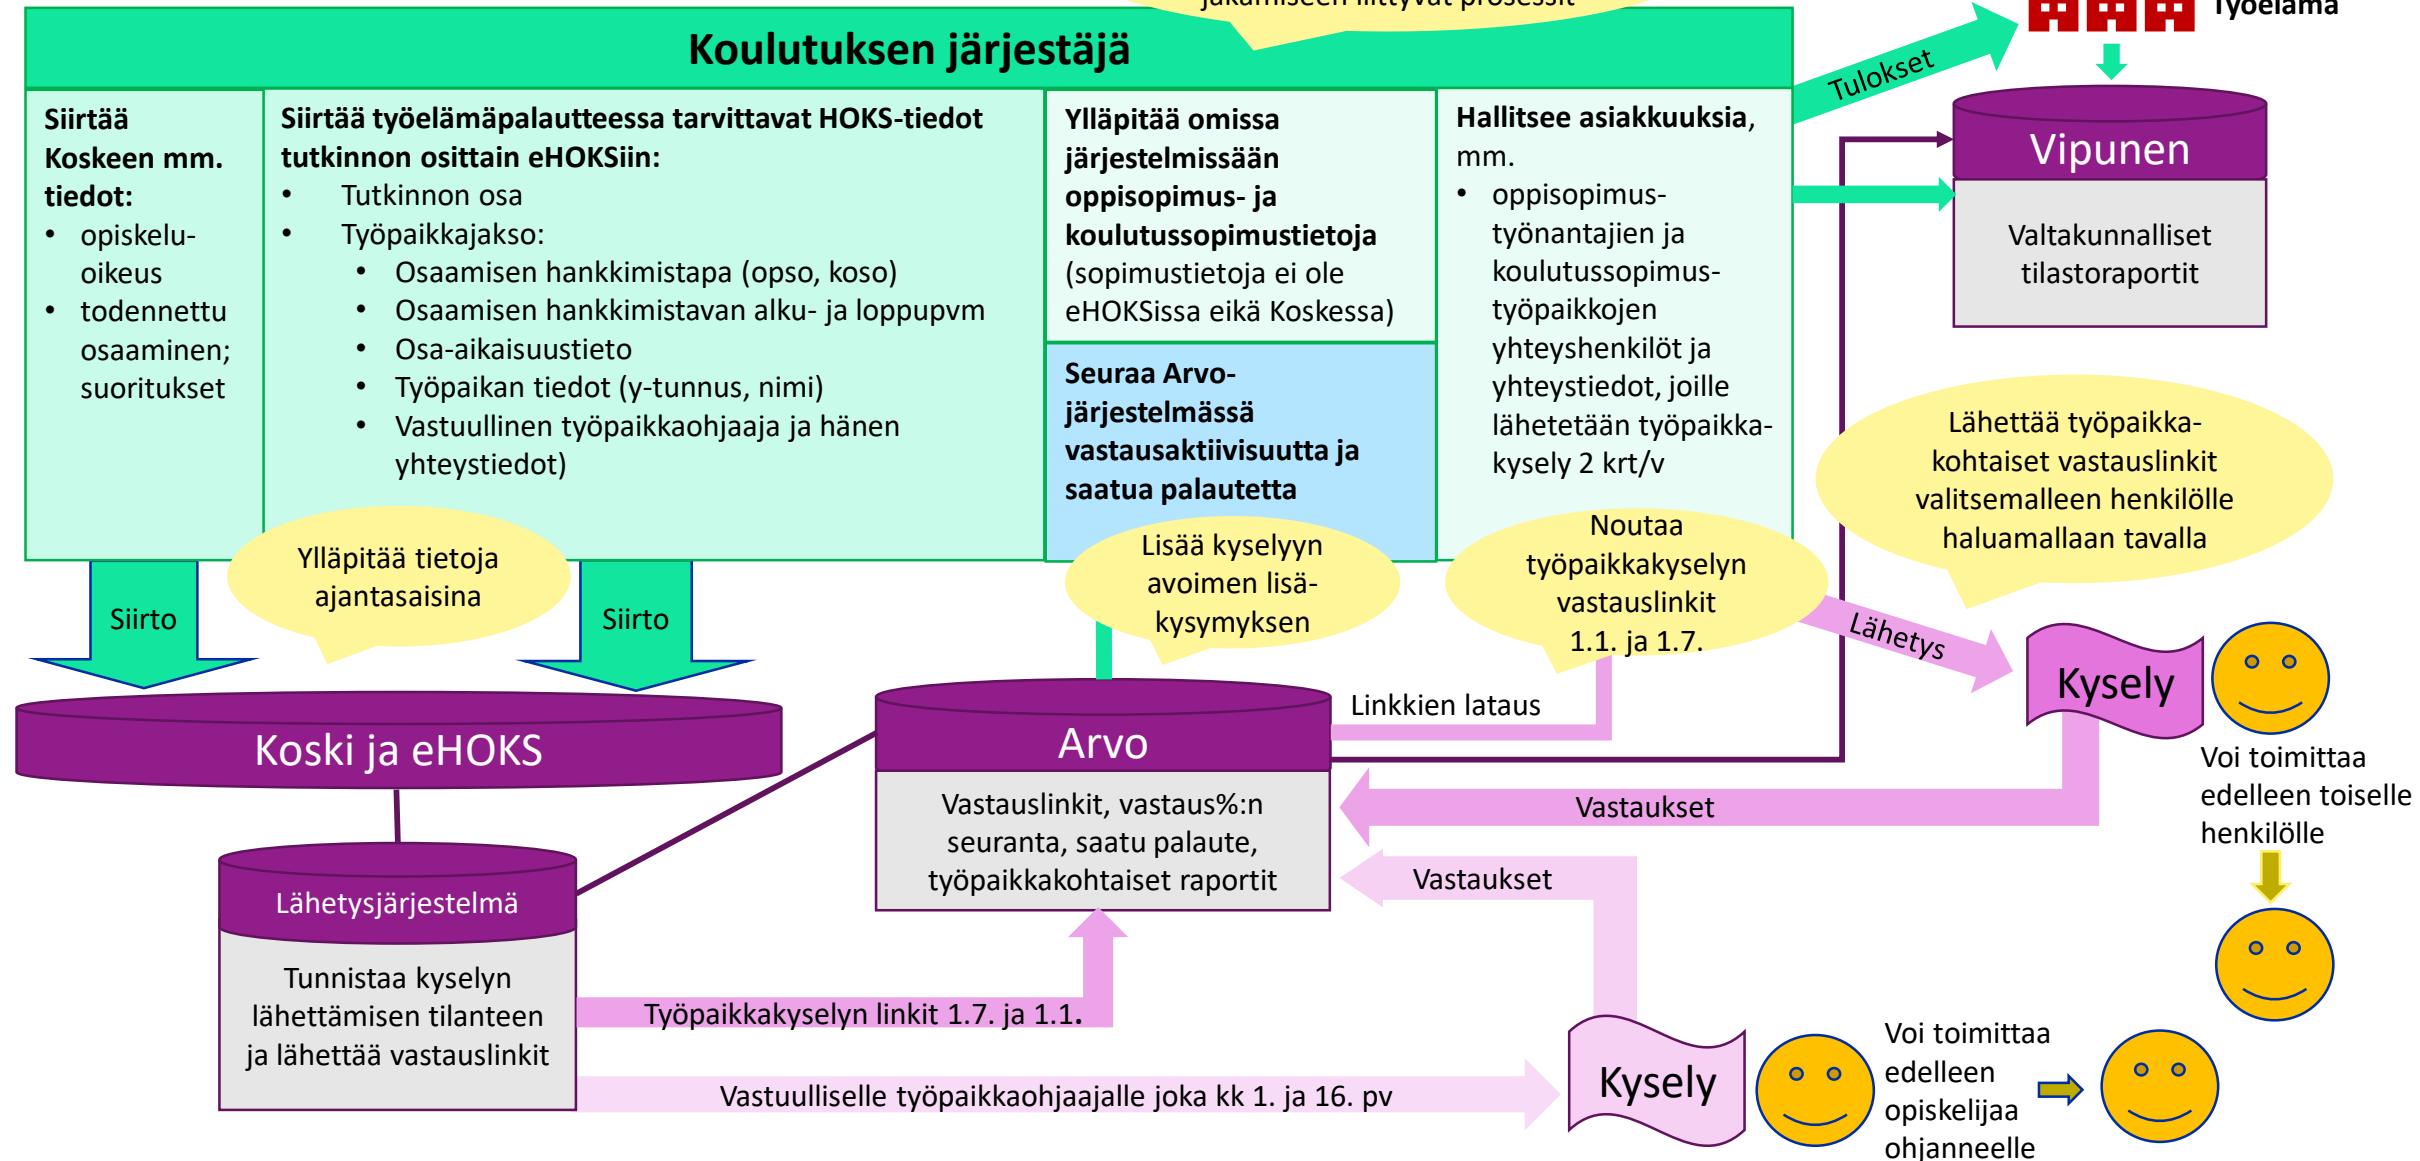 jakamiseen liittyvät prosessit
Työelämä
Koulutuksen järjestäjä
Tulokset
Siirtää
Koskeen mm.
tiedot:
• opiskelu-
oikeus
• todennettu
osaaminen;
suoritukset
Siirtää työelämäpalautteessa tarvittavat HOKS-tiedot
tutkinnon osittain eHOKSiin:
• Tutkinnon osa
• Työpaikkajakso:
• Osaamisen hankkimistapa (opso, koso)
• Osaamisen hankkimistavan alku- ja loppupvm
• Osa-aikaisuustieto
• Työpaikan tiedot (y-tunnus, nimi)
• Vastuullinen työpaikkaohjaaja ja hänen
yhteystiedot)
Ylläpitää omissa
järjestelmissään
oppisopimus- ja
koulutussopimustietoja
(sopimustietoja ei ole
eHOKSissa eikä Koskessa)
Seuraa Arvo-
järjestelmässä
vastausaktiivisuutta ja
saatua palautetta
Hallitsee asiakkuuksia,
mm.
• oppisopimus-
työnantajien ja
koulutussopimus-
työpaikkojen
yhteyshenkilöt ja
yhteystiedot, joille
lähetetään työpaikka-
kysely 2 krt/v
Vipunen
Valtakunnalliset
tilastoraportit
Lähettää työpaikka-
kohtaiset vastauslinkit
valitsemalleen henkilölle
haluamallaan tavalla
Ylläpitää tietoja
ajantasaisina
Lisää kyselyyn
avoimen lisä-
kysymyksen
Noutaa
työpaikkakyselyn
vastauslinkit
1.1. ja 1.7.
Siirto
Siirto
Lähetys
Kysely
Voi toimittaa
edelleen toiselle
henkilölle
Koski ja eHOKS
Arvo
Linkkien lataus
Vastauslinkit, vastaus%:n
seuranta, saatu palaute,
työpaikkakohtaiset raportit
Vastaukset
Vastaukset
Lähetysjärjestelmä
Tunnistaa kyselyn
lähettämisen tilanteen
ja lähettää vastauslinkit
Työpaikkakyselyn linkit 1.7. ja 1.1.
Vastuulliselle työpaikkaohjaajalle joka kk 1. ja 16. pv
Kysely
Voi toimittaa
edelleen
opiskelijaa
ohjanneelle